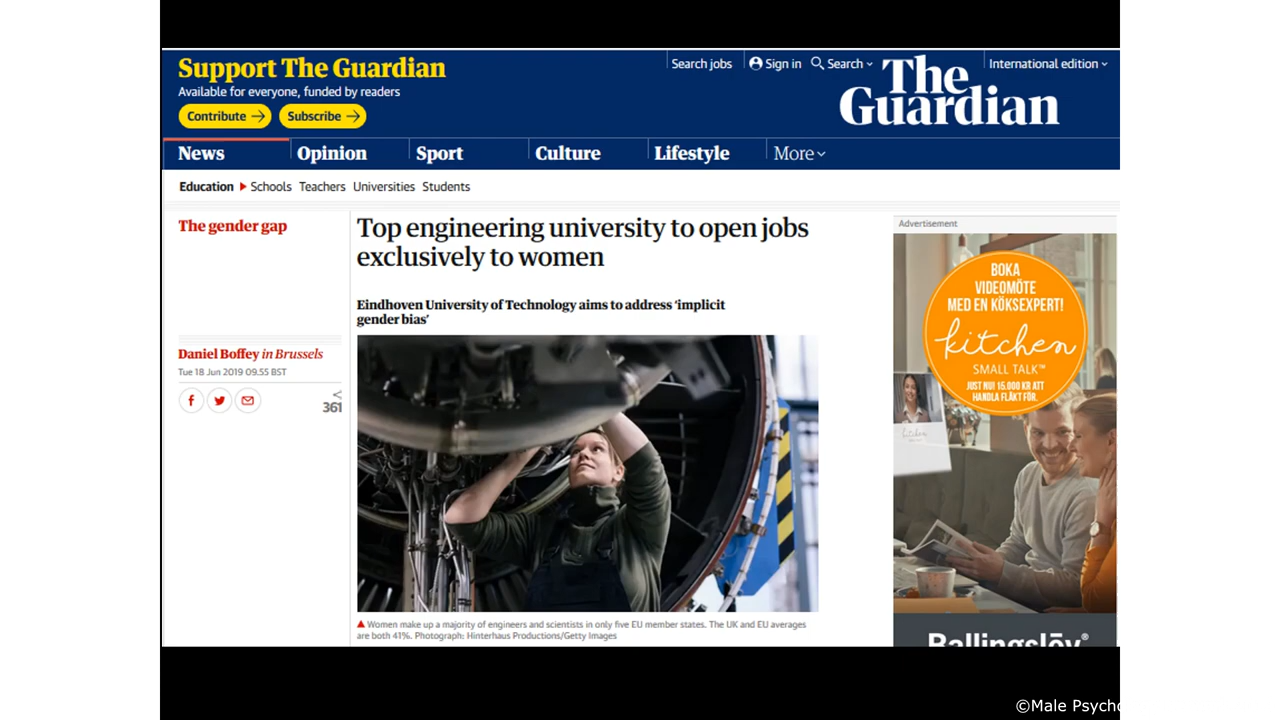 Support The Guardian
Available for everyone, funded by readers
Contribute
Subscribe
Search jobs
Sign in
Search
International edition
The
Guardian
News
Opinion
Sport
Culture
Lifestyle
More
Education
Schools
Teachers
Universities
Students
The gender gap
Top engineering university to open jobs
exclusively to women
Eindhoven University of Technology aims to address ‘implicit
gender bias’
Daniel Boffey in Brussels
Tue 18 Jun 2019 09.55 BST
361
Women make up a majority of engineers and scientists in only five EU member states. The UK and EU averages
are both 41%. Photograph: Hinterhaus Productions/Getty Images
Advertisement
BOKA
VIDEOMÖTE
MED EN KÖKSEXPERT!
kitchen
SMALL TALK™
JUST NU! 15.000 KR ATT
HANDLA FLÄKT FÖR.
kitchen
Ballingslöv®
©Male Psycho